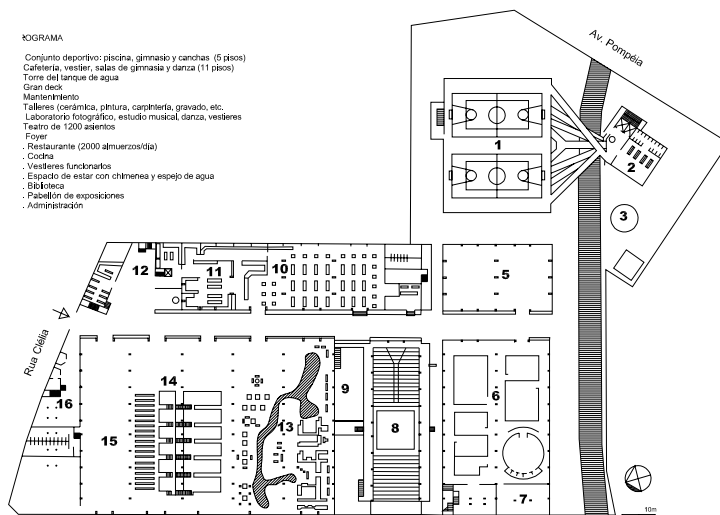 ROGRAMA
Conjunto deportivo: piscina, gimnasio y canchas (5 pisos)
Cafetería, vestier, salas de gimnasia y danza (11 pisos)
Torre del tanque de agua
Gran deck
Mantenimiento
Talleres (cerámica, pintura, carpintería, gravado, etc.
Laboratorio fotográfico, estudio musical, danza, vestieres
Teatro de 1200 asientos
Foyer
. Restaurante (2000 almuerzos/día)
. Cocina
. Vestieres funcionarios
. Espacio de estar con chimenea y espejo de agua
. Biblioteca
. Pabellón de exposiciones
. Administración
Av. Pompéia
1
2
3
12
11
10
5
Rua Clélia
14
9
6
16
13
15
8
-7-
10m